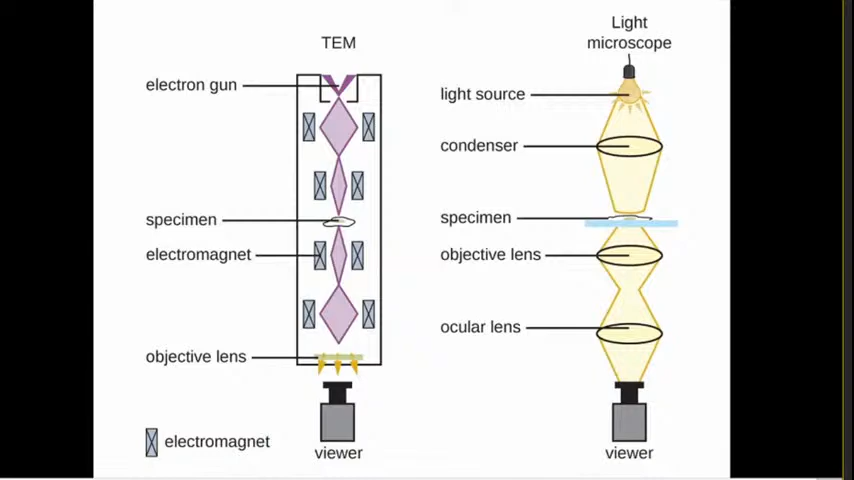 TEM
electron gun
specimen
electromagnet
objective lens
electromagnet
viewer
Light
microscope
light source
condenser
specimen
objective lens
ocular lens
viewer